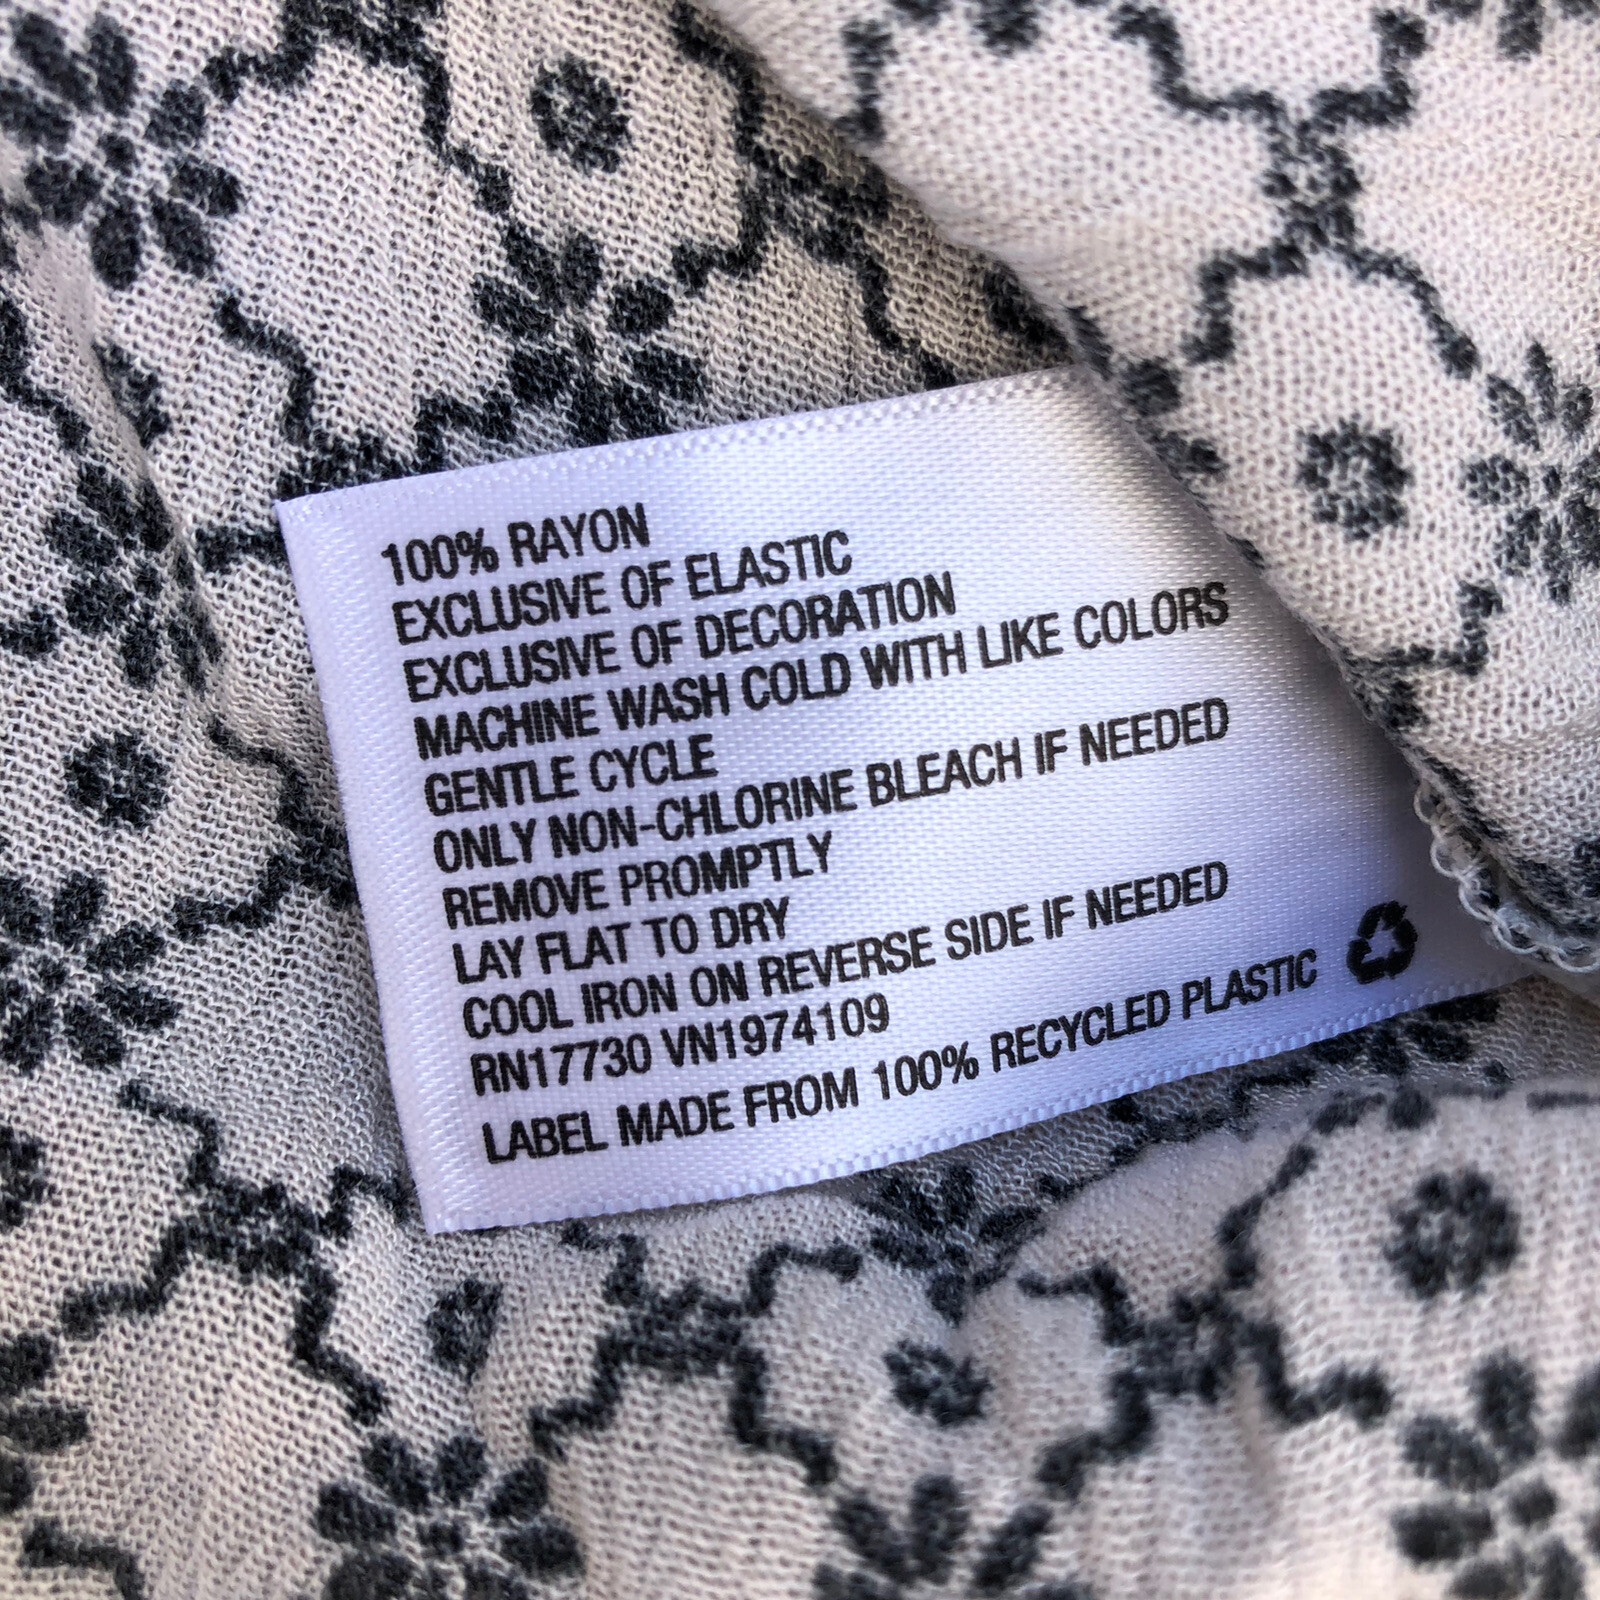 100% RAYON
EXCLUSIVE OF ELASTIC
EXCLUSIVE OF DECORATION
MACHINE WASH COLD WITH LIKE COLORS
GENTLE CYCLE
ONLY NON-CHLORINE BLEACH IF NEEDED
REMOVE PROMPTLY
LAY FLAT TO DRY
COOL IRON ON REVERSE SIDE IF NEEDED
RN17730 VN1974109
LABEL MADE FROM 100% RECYCLED PLASTIC